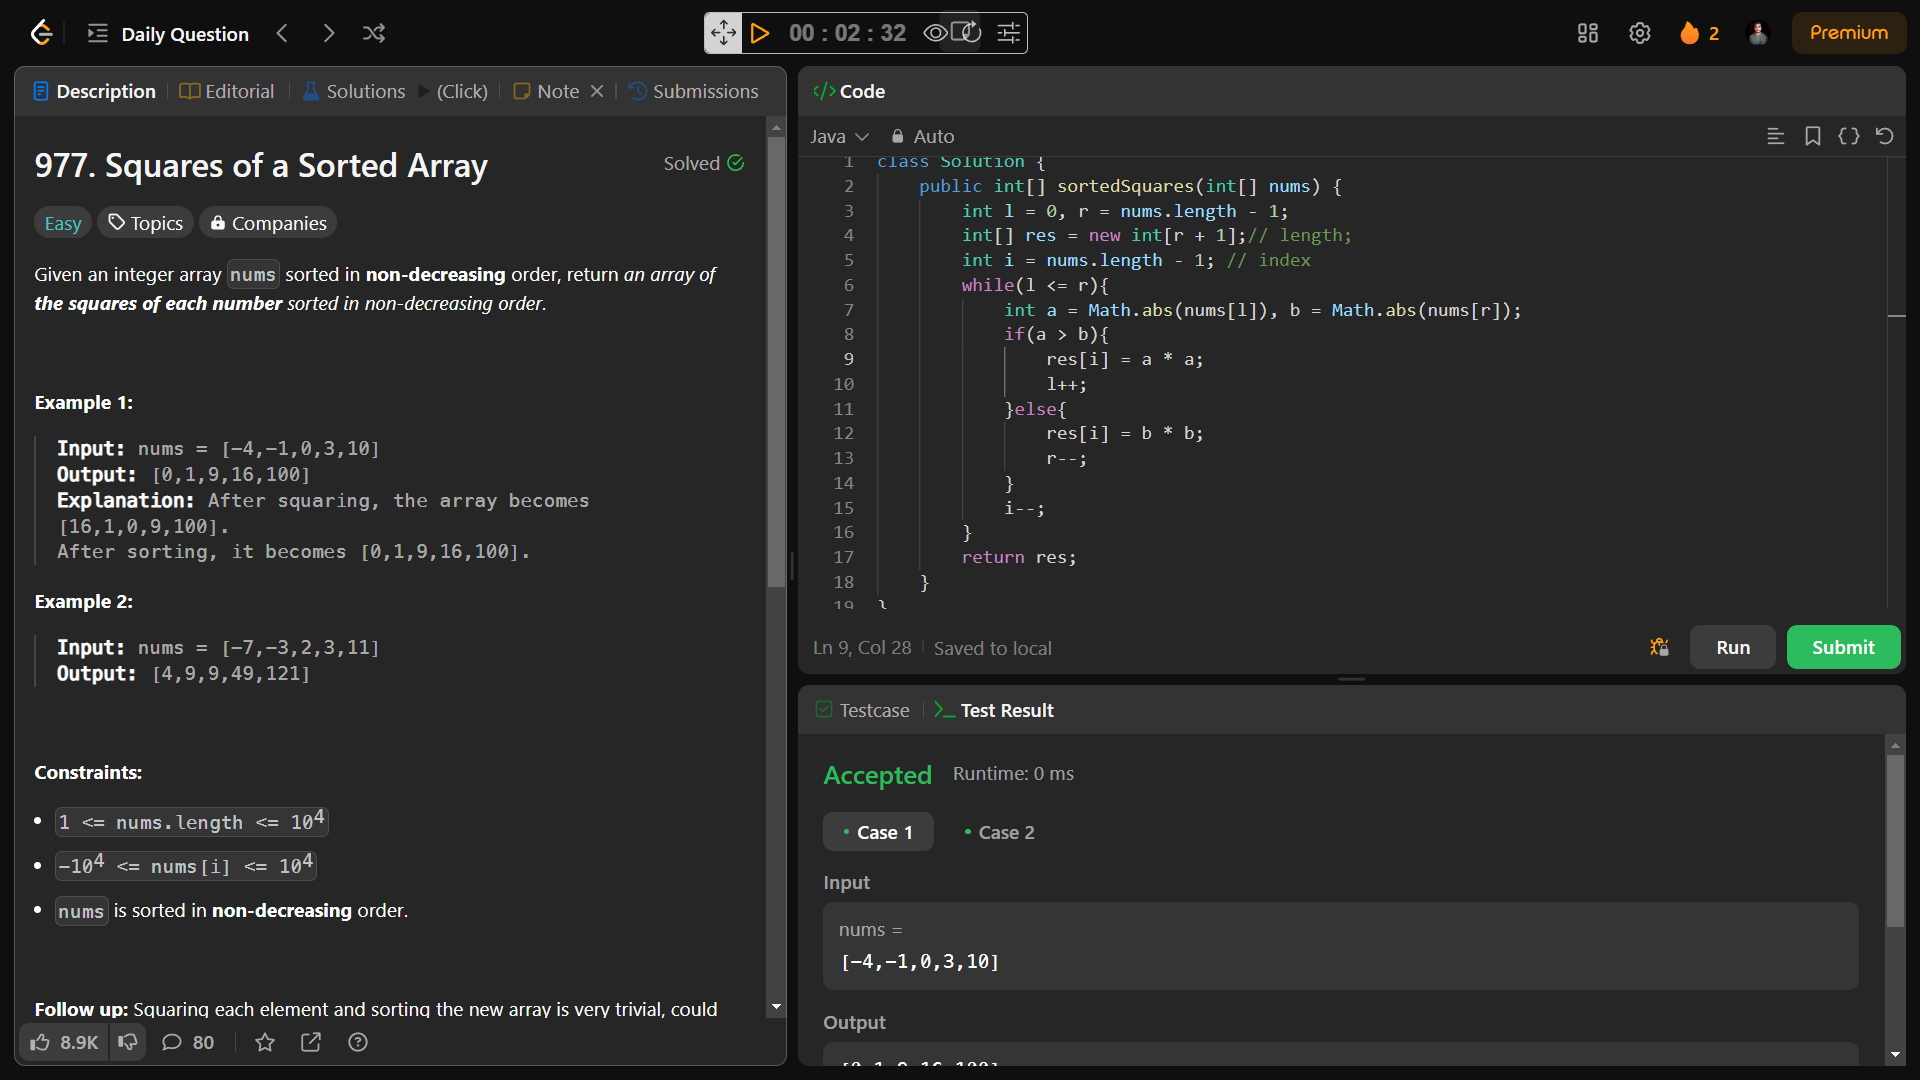 Daily Question
00 : 02 : 32
2
Premium
Description
Editorial
Solutions
(Click)
Note
Submissions
977. Squares of a Sorted Array
Solved
Easy
Topics
Companies
Given an integer array nums sorted in non-decreasing order, return an array of
the squares of each number sorted in non-decreasing order.
Example 1:
Input: nums = [-4,-1,0,3,10]
Output: [0,1,9,16,100]
Explanation: After squaring, the array becomes
[16,1,0,9,100].
After sorting, it becomes [0,1,9,16,100].
Example 2:
Input: nums = [-7,-3,2,3,11]
Output: [4,9,9,49,121]
Constraints:
• 1 <= nums.length <= 10⁴
• -10⁴ <= nums[i] <= 10⁴
• nums is sorted in non-decreasing order.
Follow up: Squaring each element and sorting the new array is very trivial, could
8.9K
80
</> Code
Java
Auto
1 class Solution {
2 public int[] sortedSquares(int[] nums) {
3 int l = 0, r = nums.length - 1;
4 int[] res = new int[r + 1];// length;
5 int i = nums.length - 1; // index
6 while(l <= r){
7 int a = Math.abs(nums[l]), b = Math.abs(nums[r]);
8 if(a > b){
9 res[i] = a * a;
10 l++;
11 }else{
12 res[i] = b * b;
13 r--;
14 }
15 i--;
16 }
17 return res;
18 }
19 }
Ln 9, Col 28
Saved to local
Run
Submit
Testcase
Test Result
Accepted
Runtime: 0 ms
• Case 1
• Case 2
Input
nums =
[-4,-1,0,3,10]
Output
[0,1,9,16,100]